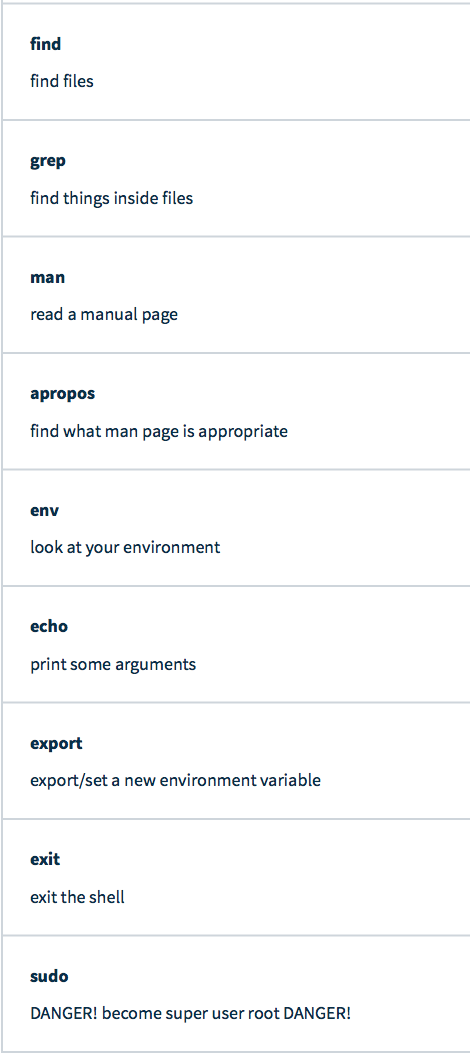 find
find files
grep
find things inside files
man
read a manual page
apropos
find what man page is appropriate
env
look at your environment
echo
print some arguments
export
export/set a new environment variable
exit
exit the shell
sudo
DANGER! become super user root DANGER!